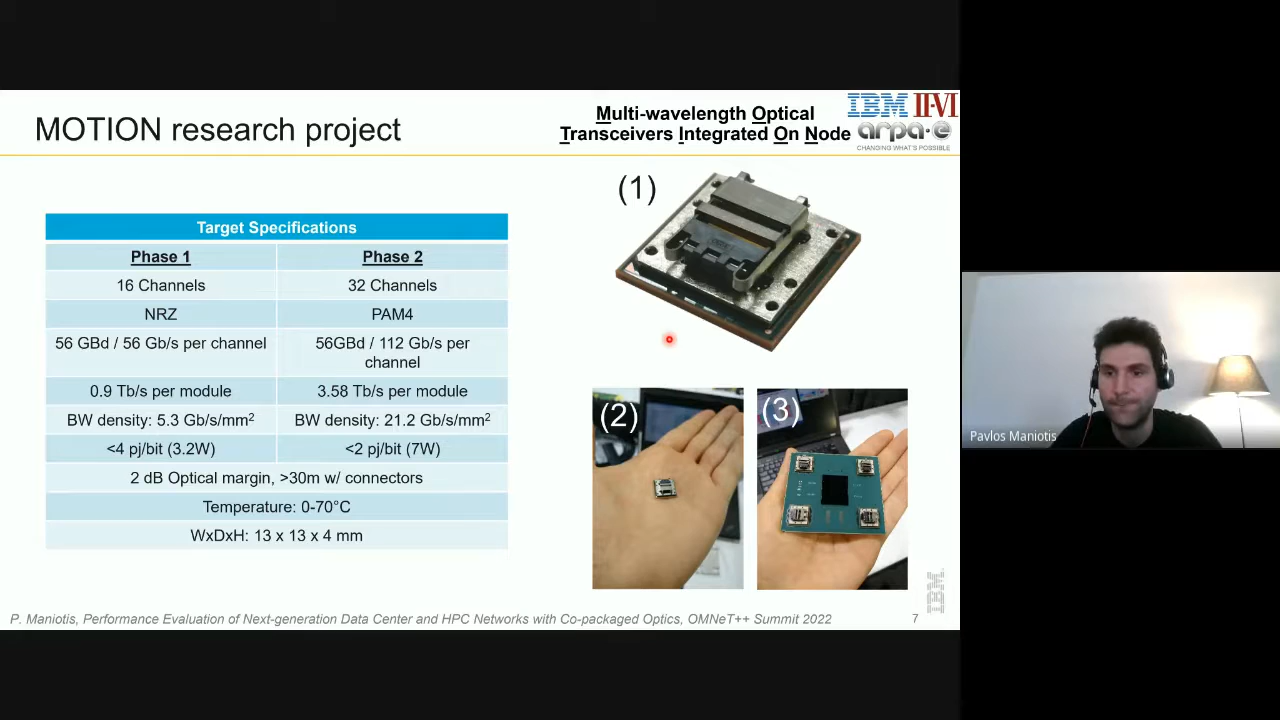 MOTION research project
Multi-wavelength Optical
Transceivers Integrated On Node
IBM II-VI
arpa·e
CHANGING WHAT'S POSSIBLE
Target Specifications
Phase 1 Phase 2
16 Channels 32 Channels
NRZ PAM4
56 GBd / 56 Gb/s per channel 56GBd / 112 Gb/s per
channel
0.9 Tb/s per module 3.58 Tb/s per module
BW density: 5.3 Gb/s/mm² BW density: 21.2 Gb/s/mm²
<4 pj/bit (3.2W) <2 pj/bit (7W)
2 dB Optical margin, >30m w/ connectors
Temperature: 0-70°C
WxDxH: 13 x 13 x 4 mm
(1)
(2)
(3)
IBM
P. Maniotis, Performance Evaluation of Next-generation Data Center and HPC Networks with Co-packaged Optics, OMNeT++ Summit 2022
7
Pavlos Maniotis